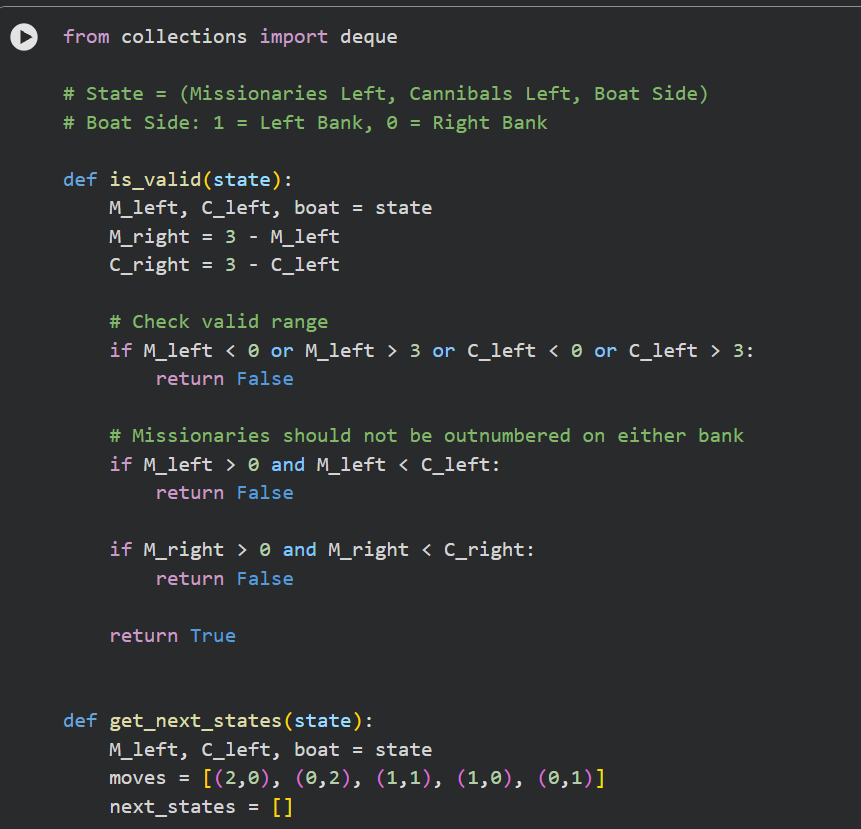 from collections import deque
# State = (Missionaries Left, Cannibals Left, Boat Side)
# Boat Side: 1 = Left Bank, 0 = Right Bank
def is_valid(state):
    M_left, C_left, boat = state
    M_right = 3 - M_left
    C_right = 3 - C_left
    # Check valid range
    if M_left < 0 or M_left > 3 or C_left < 0 or C_left > 3:
        return False
    # Missionaries should not be outnumbered on either bank
    if M_left > 0 and M_left < C_left:
        return False
    if M_right > 0 and M_right < C_right:
        return False
    return True
def get_next_states(state):
    M_left, C_left, boat = state
    moves = [(2,0), (0,2), (1,1), (1,0), (0,1)]
    next_states = []